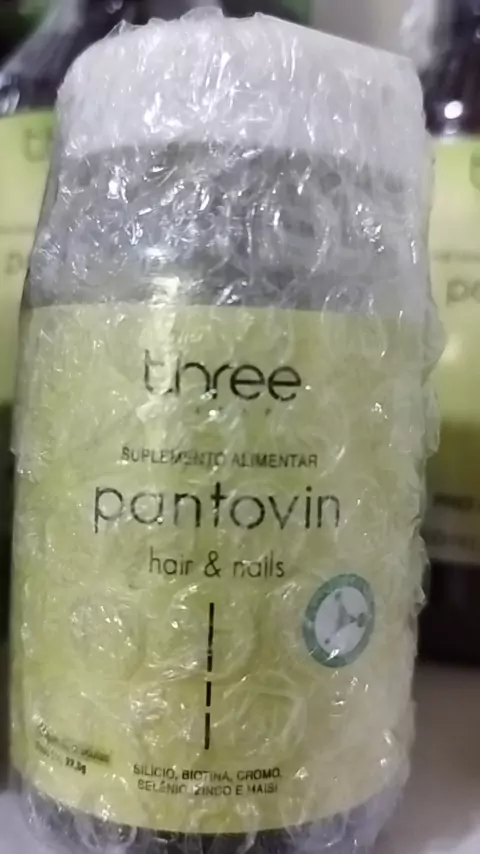 three
SUPLEMENTO ALIMENTAR
pantovin
hair & nails
SILÍCIO, BIOTINA, CROMO,
SELÊNIO, ZINCO E MAIS!